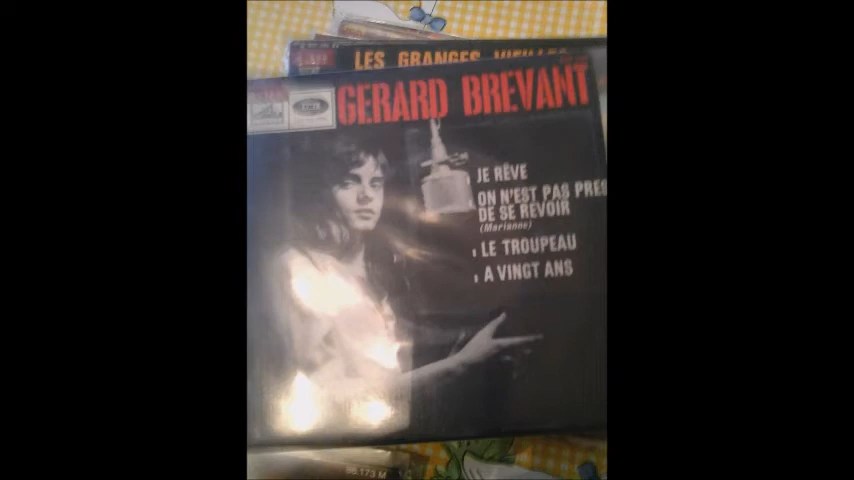 LES GRANGES VIEILLES
GERARD BREVANT
JE RÊVE
ON N'EST PAS PRES
DE SE REVOIR
(Marianne)
LE TROUPEAU
A VINGT ANS